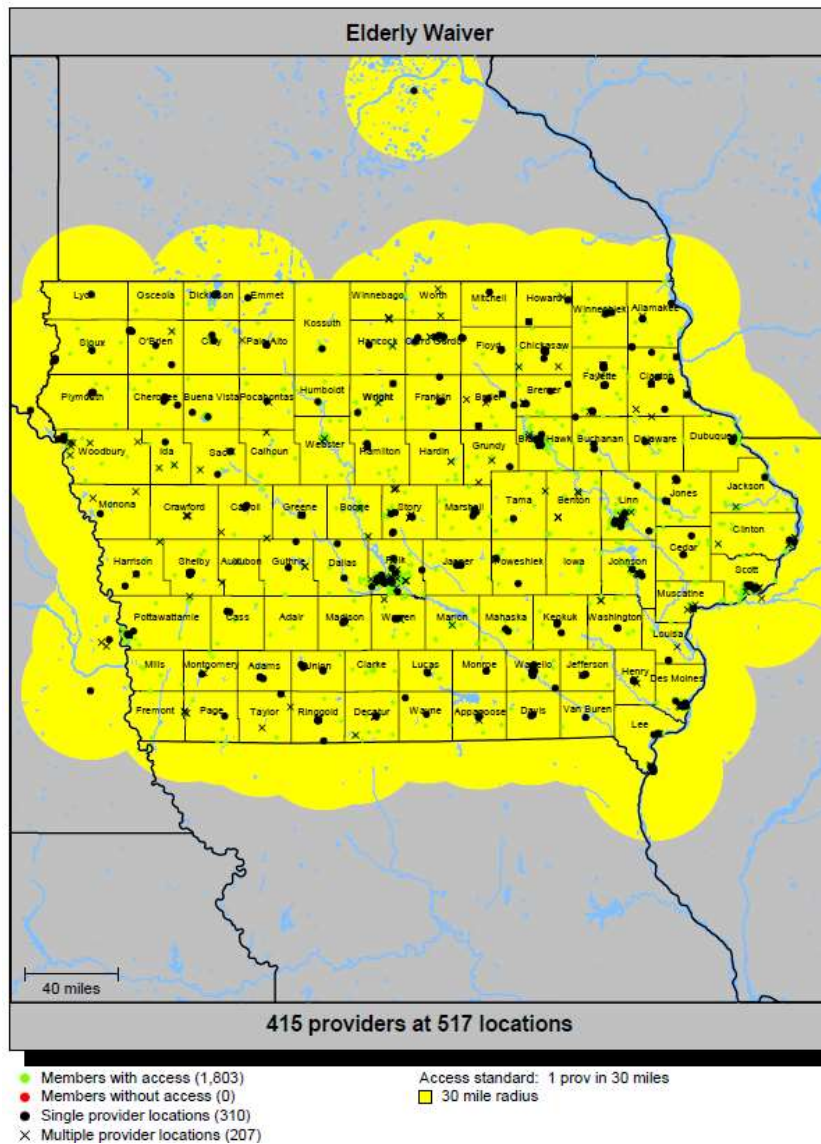 Elderly Waiver
Lyon Osceola Dickinson Emmet Winnebago Worth Mitchell Howard Winneshiek Allamakee
Kossuth
Sioux O'Brien Clay Palo Alto Hancock Cerro Gordo Floyd Chickasaw
Fayette Clayton
Plymouth Cherokee Buena Vista Pocahontas Humboldt Wright Franklin Butler Bremer
Woodbury Ida Sac Calhoun Webster Hamilton Hardin Grundy Black Hawk Buchanan Delaware Dubuque
Jackson
Monona Crawford Carroll Greene Boone Story Marshall Tama Benton Linn Jones
Clinton
Harrison Shelby Audubon Guthrie Dallas Polk Jasper Poweshiek Iowa Johnson Cedar
Scott
Muscatine
Pottawattamie Cass Adair Madison Warren Marion Mahaska Keokuk Washington
Louisa
Mills Montgomery Adams Union Clarke Lucas Monroe Wapello Jefferson Henry Des Moines
Fremont Page Taylor Ringgold Decatur Wayne Appanoose Davis Van Buren Lee
40 miles
415 providers at 517 locations
Members with access (1,803)
Members without access (0)
Single provider locations (310)
Multiple provider locations (207)
Access standard: 1 prov in 30 miles
30 mile radius